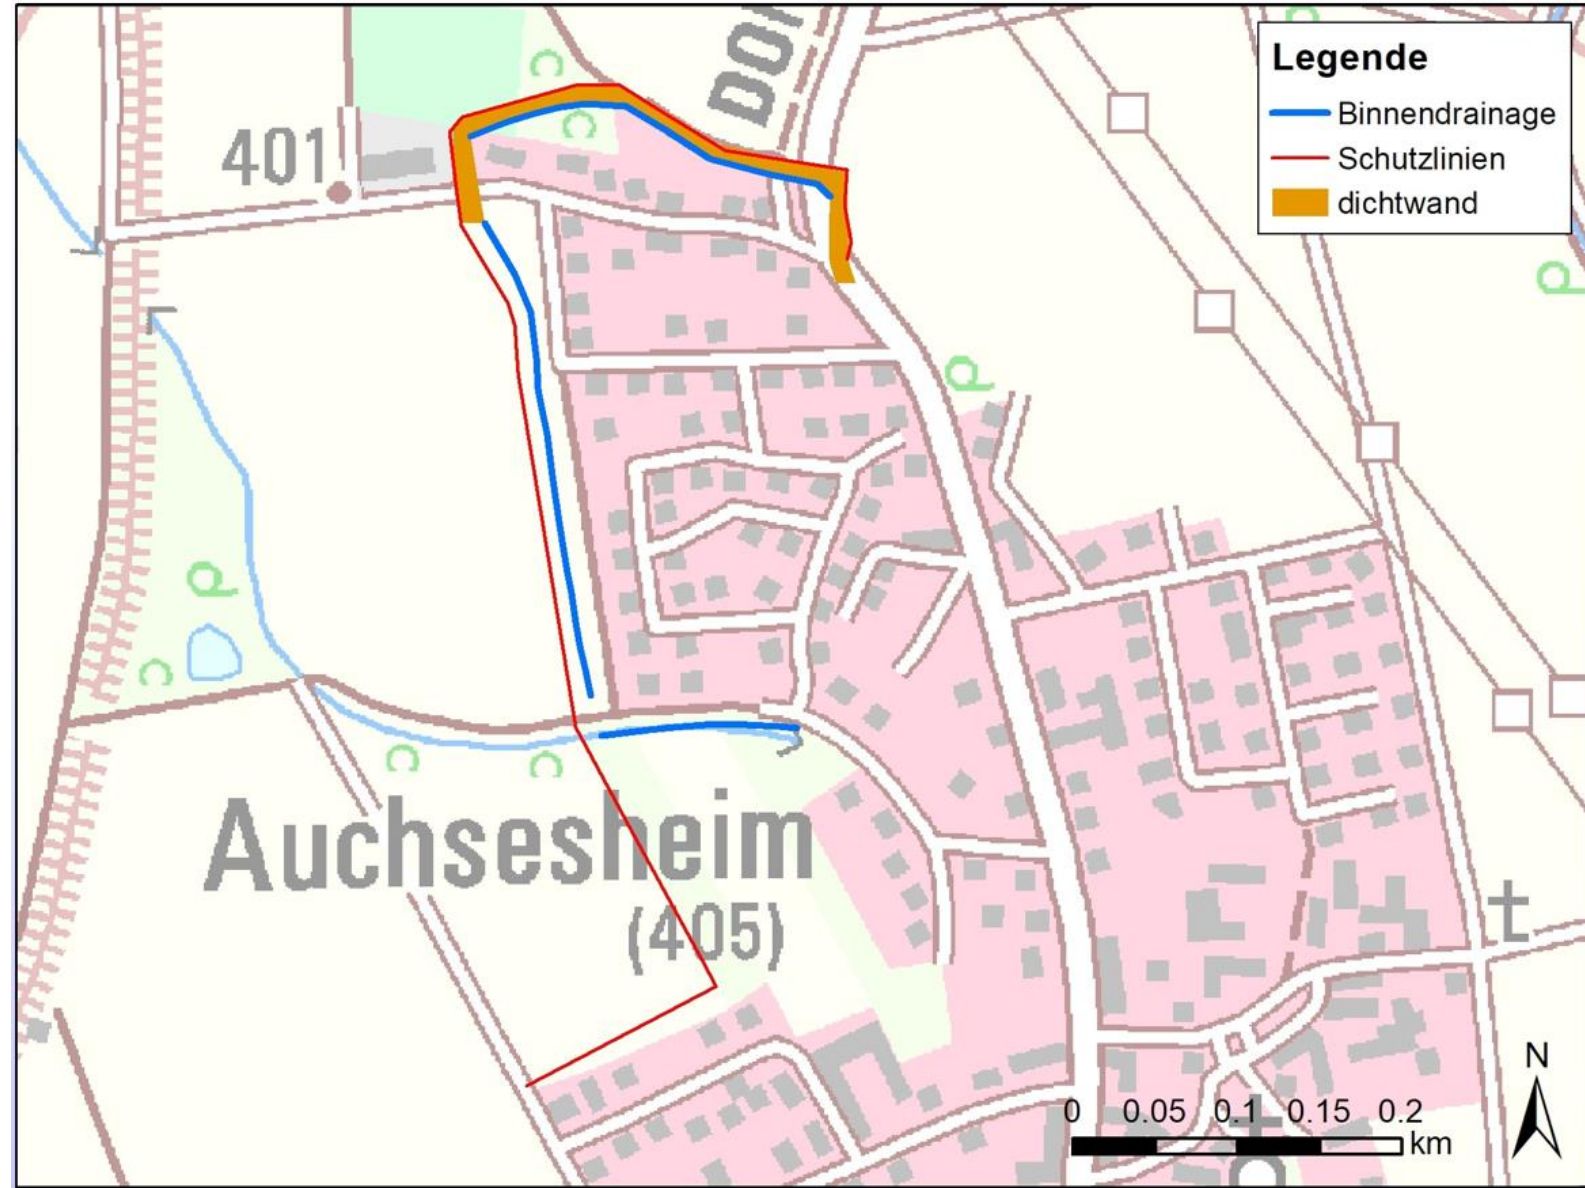 Legende
Binnendrainage
Schutzlinien
dichtwand
401
Auchsesheim
(405)
N
0 0.05 0.1 0.15 0.2
km